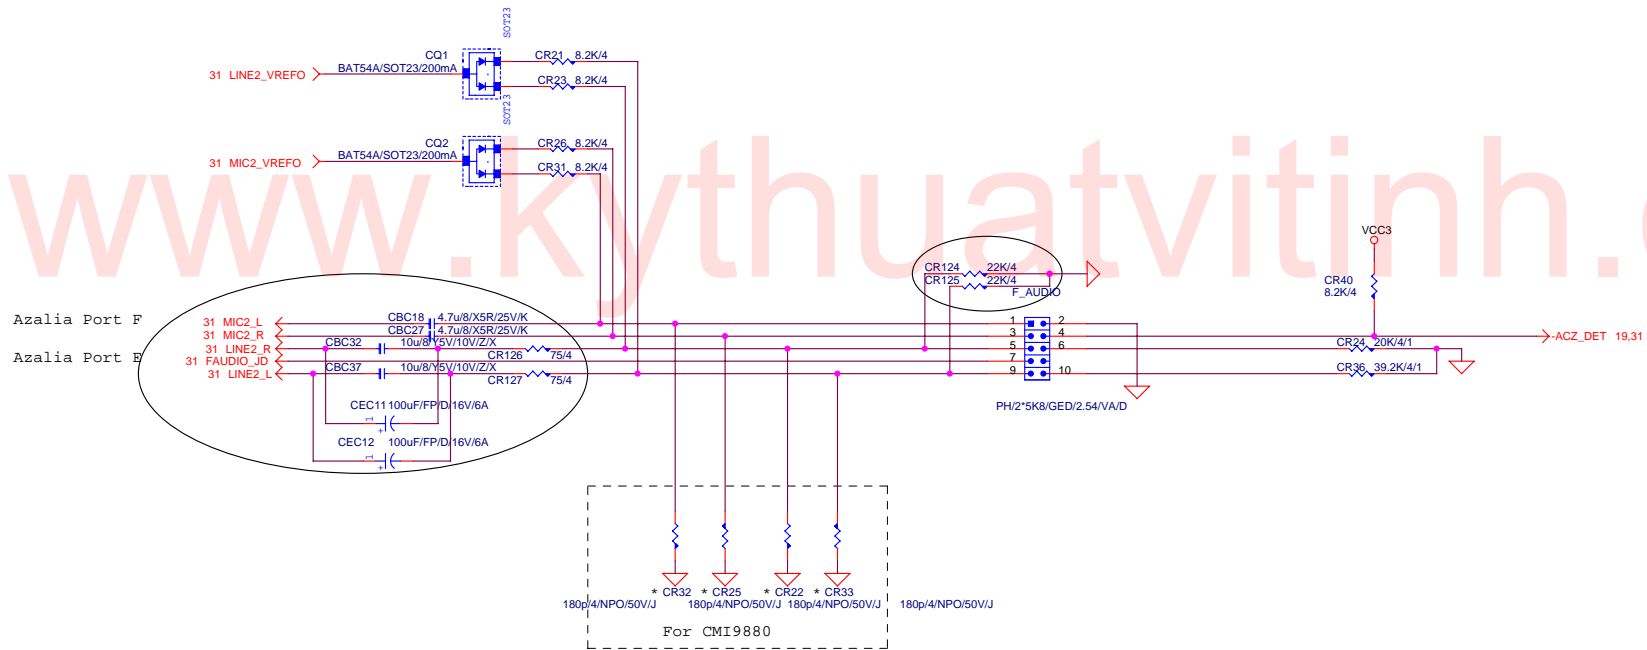 SOT23
CQ1
BAT54A/SOT23/200mA
31 LINE2_VREFO
CR21 8.2K/4
CR23 8.2K/4
SOT23
CQ2
BAT54A/SOT23/200mA
31 MIC2_VREFO
CR26 8.2K/4
CR31 8.2K/4
www.kythuatvitinh.
VCC3
CR124 22K/4
CR125 22K/4
F_AUDIO
CR40
8.2K/4
Azalia Port F
31 MIC2_L
CBC18 4.7u/8/X5R/25V/K
1 2
31 MIC2_R
CBC27 4.7u/8/X5R/25V/K
3 4
-ACZ_DET 19,31
31 LINE2_R
CBC32 10u/8/Y5V/10V/Z/X
5 6
CR24 20K/4/1
Azalia Port E
31 FAUDIO_JD
CR126 75/4
7
31 LINE2_L
CBC37 10u/8/Y5V/10V/Z/X
9 10
CR36 39.2K/4/1
CR127 75/4
PH/2*5K8/GED/2.54/VA/D
CEC11 100uF/FP/D/16V/6A
1
+
CEC12 100uF/FP/D/16V/6A
1
+
* CR32 * CR25 * CR22 * CR33
180p/4/NPO/50V/J 180p/4/NPO/50V/J 180p/4/NPO/50V/J 180p/4/NPO/50V/J
For CMI9880